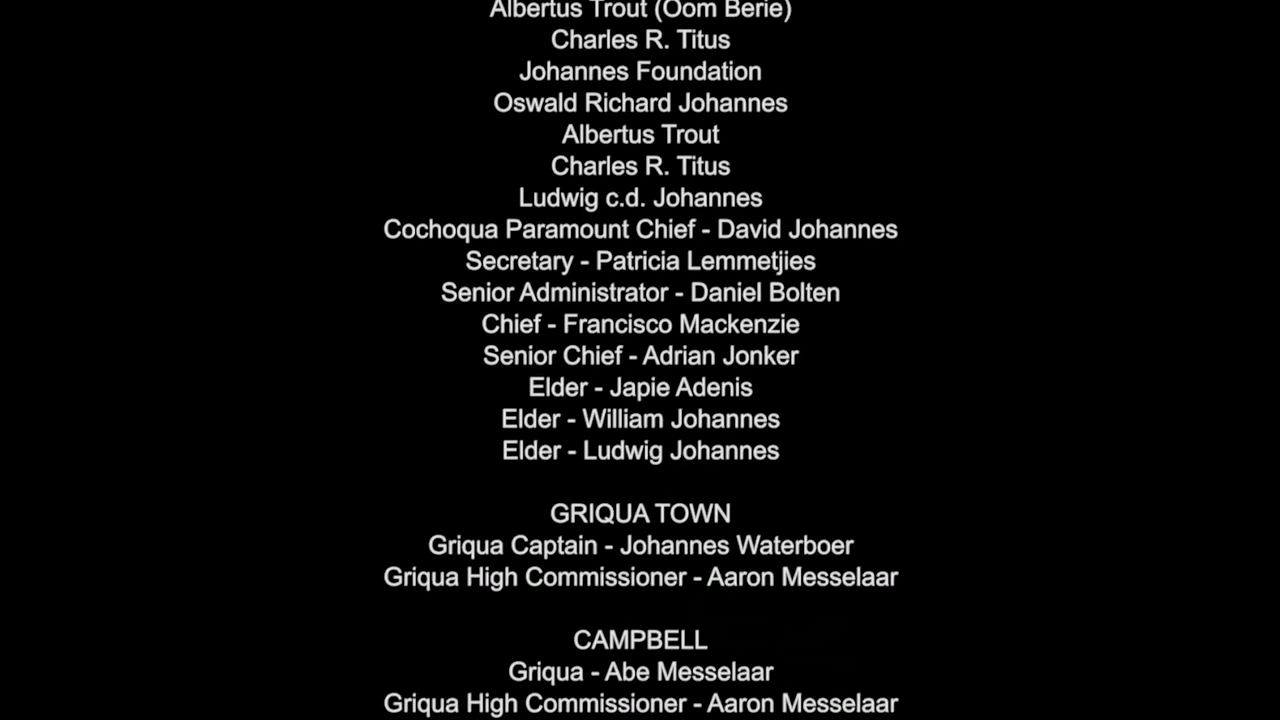 Albertus Trout (Oom Berie)
Charles R. Titus
Johannes Foundation
Oswald Richard Johannes
Albertus Trout
Charles R. Titus
Ludwig c.d. Johannes
Cochoqua Paramount Chief - David Johannes
Secretary - Patricia Lemmetjies
Senior Administrator - Daniel Bolten
Chief - Francisco Mackenzie
Senior Chief - Adrian Jonker
Elder - Japie Adenis
Elder - William Johannes
Elder - Ludwig Johannes
GRIQUA TOWN
Griqua Captain - Johannes Waterboer
Griqua High Commissioner - Aaron Messelaar
CAMPBELL
Griqua - Abe Messelaar
Griqua High Commissioner - Aaron Messelaar